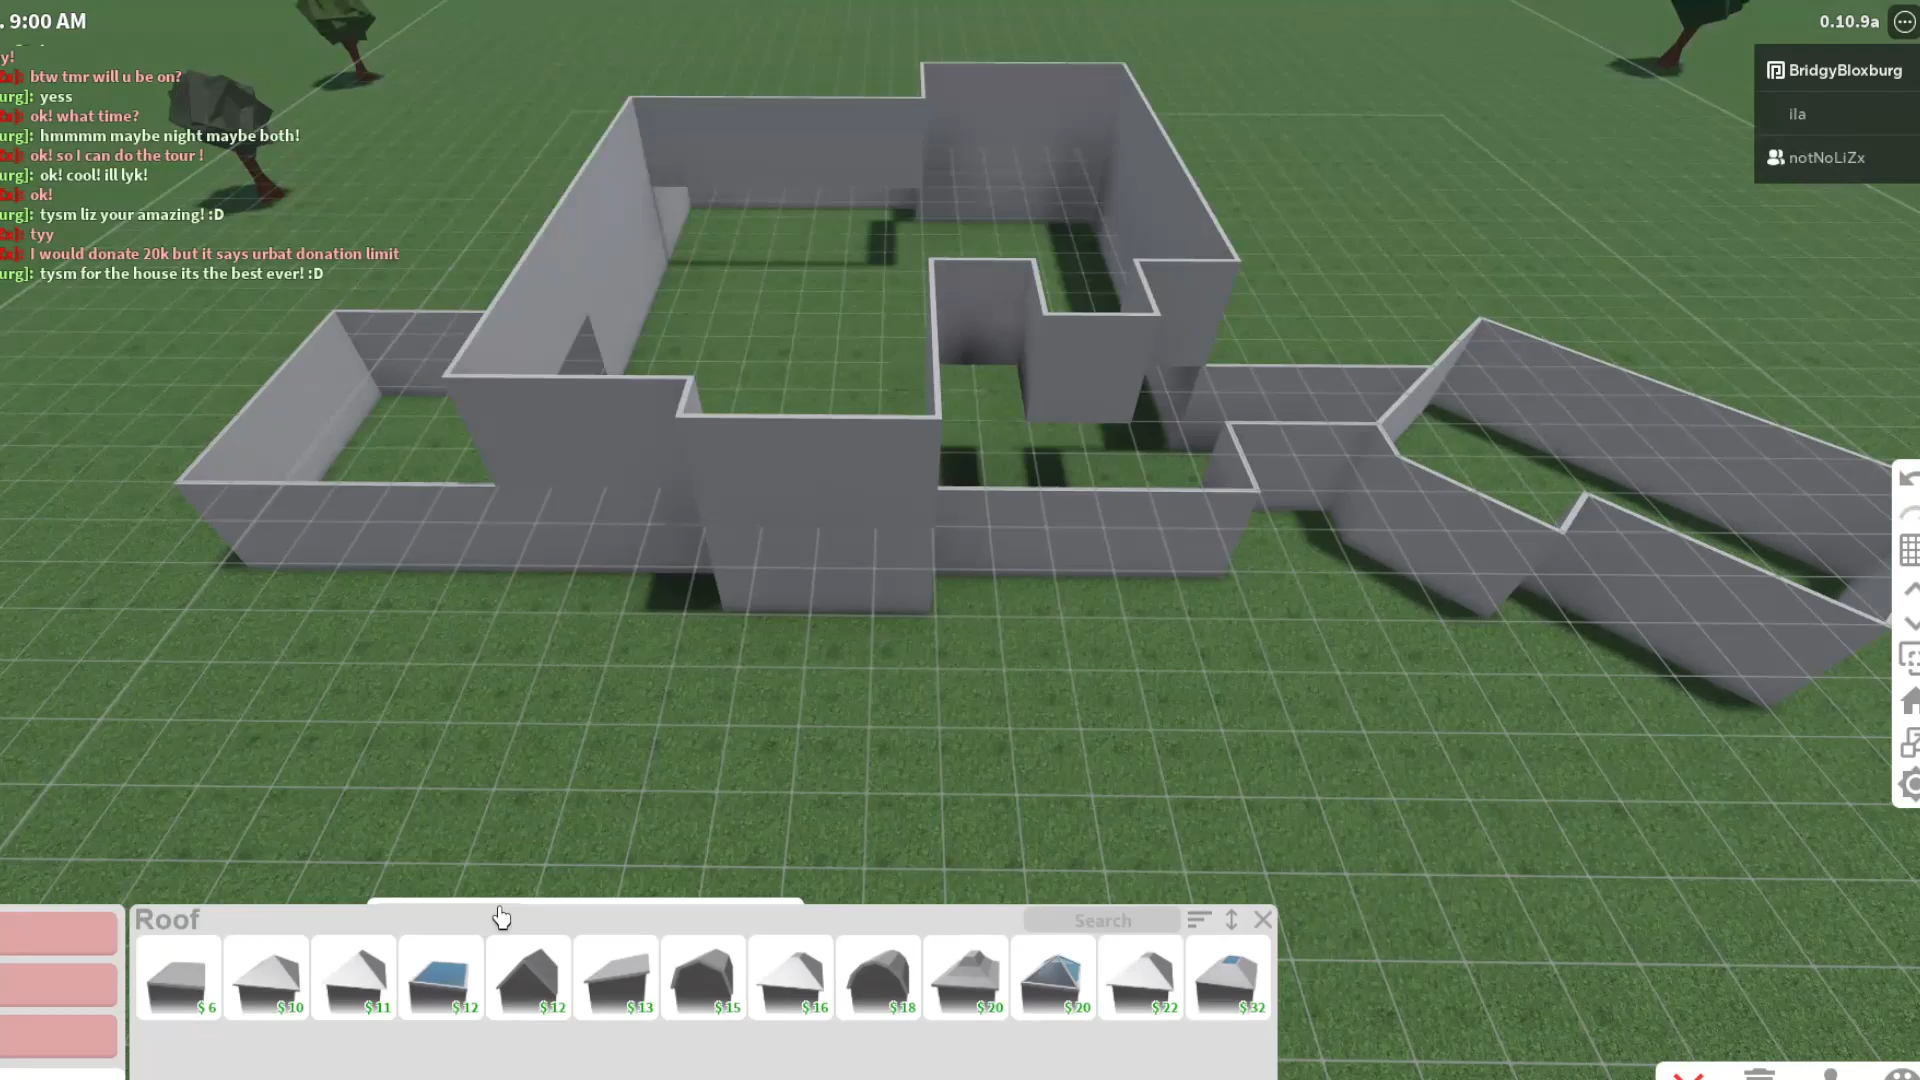 . 9:00 AM
0.10.9a
y!
btw tmr will u be on?
urg]: yess
ok! what time?
urg]: hmmmm maybe night maybe both!
ok! so I can do the tour !
urg]: ok! cool! ill lyk!
ok!
urg]: tysm liz your amazing! :D
tyy
I would donate 20k but it says urbat donation limit
urg]: tysm for the house its the best ever! :D
BridgyBloxburg
ila
notNoLiZx
Roof
Search
$ 6
$ 10
$ 11
$ 12
$ 12
$ 13
$ 15
$ 16
$ 18
$ 20
$ 20
$ 22
$ 32